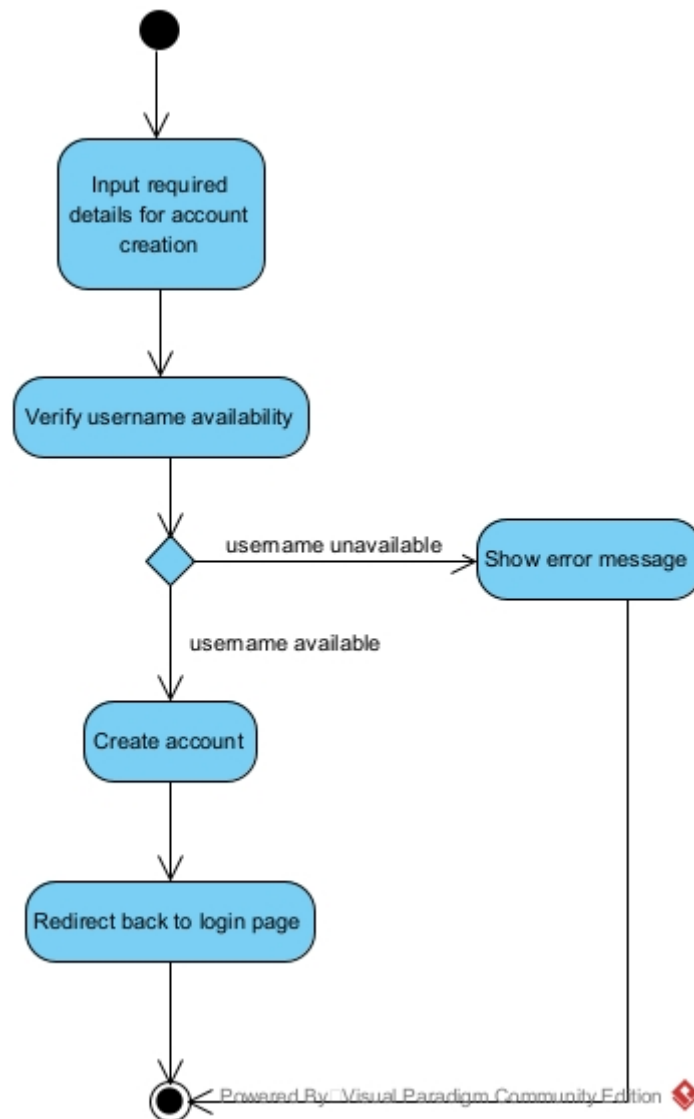 Input required
details for account
creation
Verify username availability
username unavailable
Show error message
username available
Create account
Redirect back to login page
Powered By Visual Paradigm Community Edition